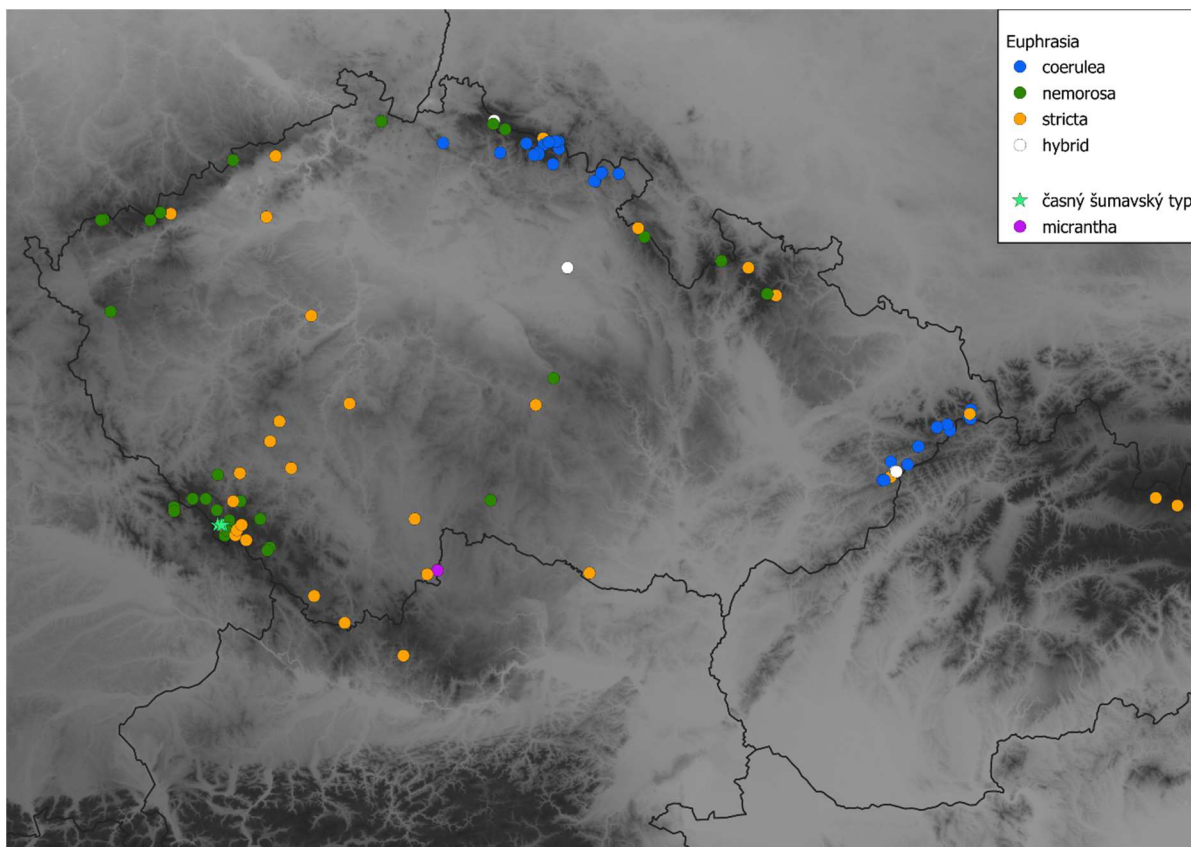 Euphrasia
coerulea
nemorosa
stricta
hybrid
časný šumavský typ
micrantha